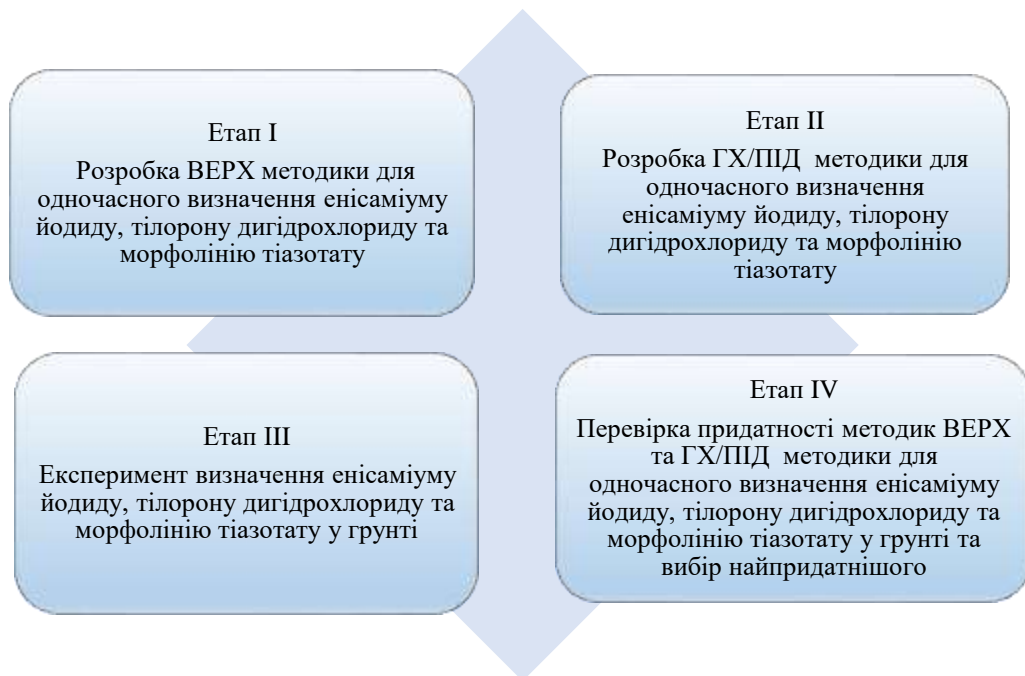 Етап I
Розробка ВЕРХ методики для
одночасного визначення енісаміуму
йодиду, тілорону дигідрохлориду та
морфолінію тіазотату
Етап II
Розробка ГХ/ПІД методики для
одночасного визначення
енісаміуму йодиду, тілорону
дигідрохлориду та морфолінію
тіазотату
Етап III
Експеримент визначення енісаміуму
йодиду, тілорону дигідрохлориду та
морфолінію тіазотату у грунті
Етап IV
Перевірка придатності методик ВЕРХ
та ГХ/ПІД методики для
одночасного визначення енісаміуму
йодиду, тілорону дигідрохлориду та
морфолінію тіазотату у грунті та
вибір найпридатнішого